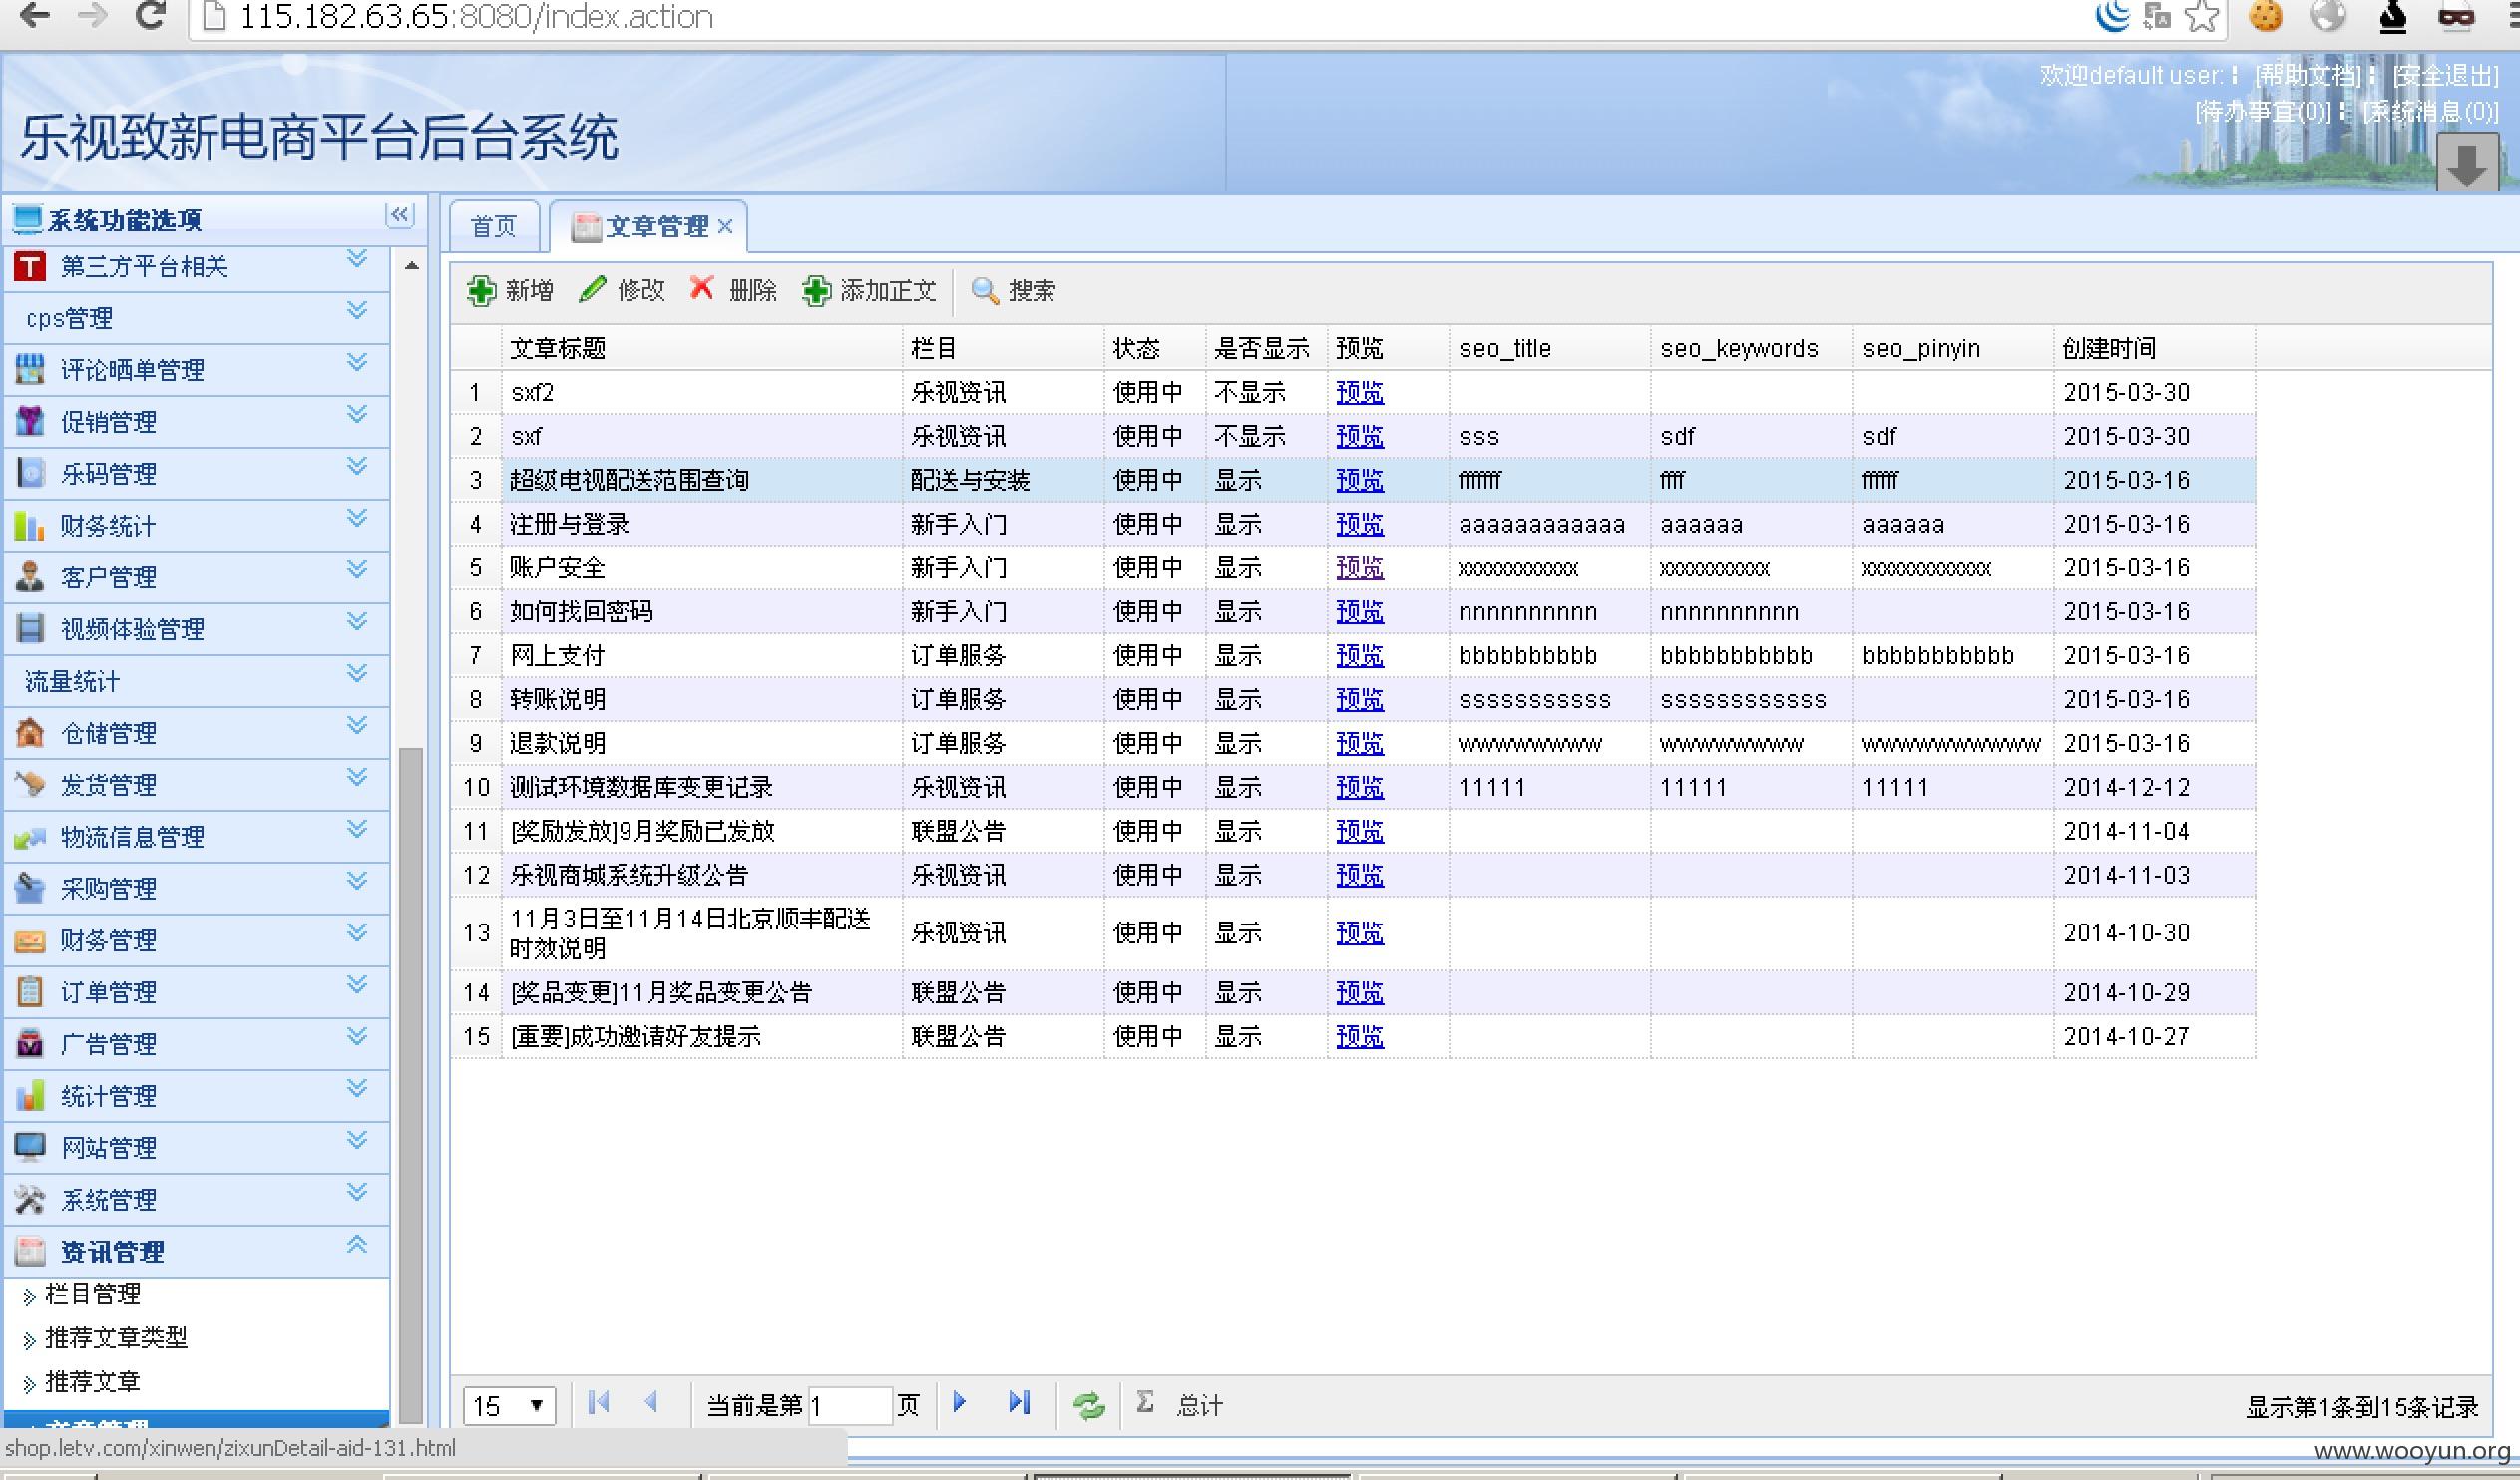 115.182.63.65:8080/index.action
欢迎default user: [帮助文档] [安全退出]
[待办事宜(0)] [系统消息(0)]
乐视致新电商平台后台系统
系统功能选项
首页
文章管理
第三方平台相关
cps管理
评论晒单管理
促销管理
乐码管理
财务统计
客户管理
视频体验管理
流量统计
仓储管理
发货管理
物流信息管理
采购管理
财务管理
订单管理
广告管理
统计管理
网站管理
系统管理
资讯管理
栏目管理
推荐文章类型
推荐文章
文章管理
新增 修改 删除 添加正文 搜索
文章标题 栏目 状态 是否显示 预览 seo_title seo_keywords seo_pinyin 创建时间
1 sxf2 乐视资讯 使用中 不显示 预览 2015-03-30
2 sxf 乐视资讯 使用中 不显示 预览 sss sdf sdf 2015-03-30
3 超级电视配送范围查询 配送与安装 使用中 显示 预览 fffffff ffff ffffff 2015-03-16
4 注册与登录 新手入门 使用中 显示 预览 aaaaaaaaaaaa aaaaaa aaaaaa 2015-03-16
5 账户安全 新手入门 使用中 显示 预览 xxxxxxxxxxxx xxxxxxxxxxx xxxxxxxxxxxxx 2015-03-16
6 如何找回密码 新手入门 使用中 显示 预览 nnnnnnnnnn nnnnnnnnnn 2015-03-16
7 网上支付 订单服务 使用中 显示 预览 bbbbbbbbbb bbbbbbbbbbb bbbbbbbbbbb 2015-03-16
8 转账说明 订单服务 使用中 显示 预览 sssssssssss ssssssssssss 2015-03-16
9 退款说明 订单服务 使用中 显示 预览 wwwwwwwww wwwwwwwww wwwwwwwwwww 2015-03-16
10 测试环境数据库变更记录 乐视资讯 使用中 显示 预览 11111 11111 11111 2014-12-12
11 [奖励发放]9月奖励已发放 联盟公告 使用中 显示 预览 2014-11-04
12 乐视商城系统升级公告 乐视资讯 使用中 显示 预览 2014-11-03
13 11月3日至11月14日北京顺丰配送
时效说明 乐视资讯 使用中 显示 预览 2014-10-30
14 [奖品变更]11月奖品变更公告 联盟公告 使用中 显示 预览 2014-10-29
15 [重要]成功邀请好友提示 联盟公告 使用中 显示 预览 2014-10-27
15 当前是第 1 页 Σ 总计 显示第1条到15条记录
shop.letv.com/xinwen/zixunDetail-aid-131.html
www.wooyun.org